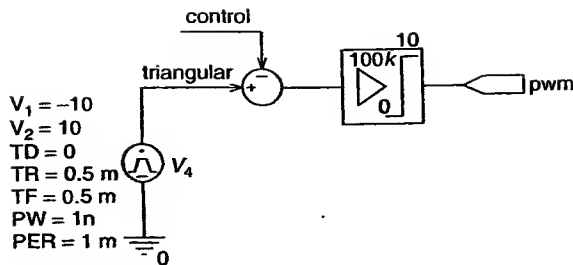 control
triangular
−
+
100k
10
0
pwm
V₁ = −10
V₂ = 10
TD = 0
TR = 0.5 m
TF = 0.5 m
PW = 1n
PER = 1 m
V₄
0